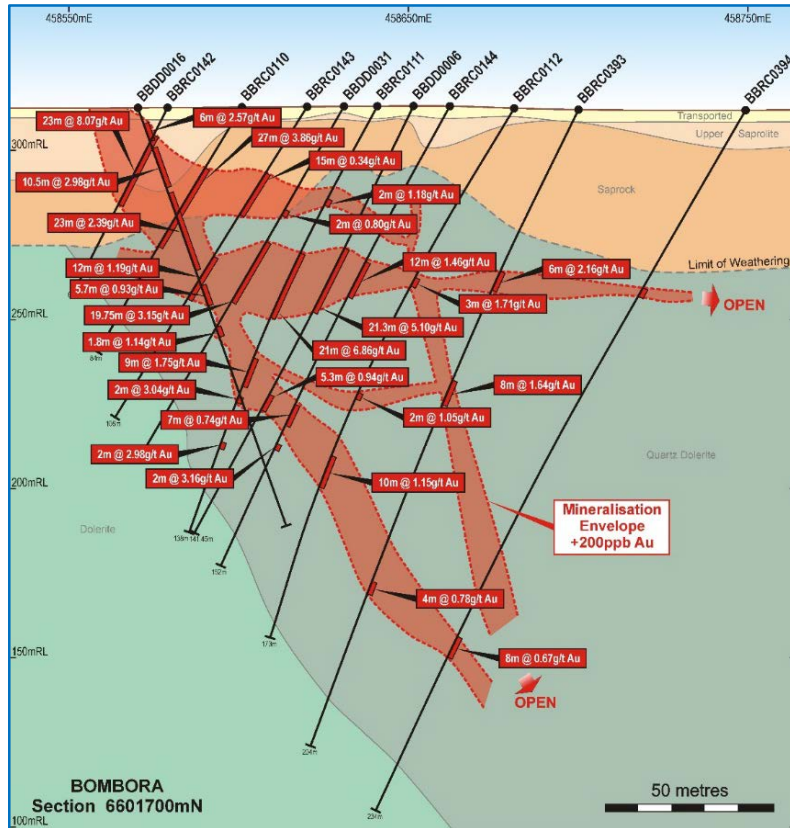 458550mE
458650mE
458750mE
BBDD0016
BBRC0142
BBRC0110
BBRC0143
BBDD0031
BBRC0111
BBDD0006
BBRC0144
BBRC0112
BBRC0393
BBRC0394
Transported
Upper Saprolite
Saprock
Limit of Weathering
300mRL
250mRL
200mRL
150mRL
100mRL
23m @ 8.07g/t Au
6m @ 2.57g/t Au
27m @ 3.86g/t Au
15m @ 0.34g/t Au
10.5m @ 2.98g/t Au
2m @ 1.18g/t Au
2m @ 0.80g/t Au
23m @ 2.39g/t Au
12m @ 1.19g/t Au
12m @ 1.46g/t Au
6m @ 2.16g/t Au
5.7m @ 0.93g/t Au
3m @ 1.71g/t Au
OPEN
19.75m @ 3.15g/t Au
21.3m @ 5.10g/t Au
1.8m @ 1.14g/t Au
21m @ 6.86g/t Au
84m
9m @ 1.75g/t Au
5.3m @ 0.94g/t Au
8m @ 1.64g/t Au
2m @ 3.04g/t Au
7m @ 0.74g/t Au
2m @ 1.05g/t Au
2m @ 2.98g/t Au
2m @ 3.16g/t Au
Quartz Dolerite
10m @ 1.15g/t Au
Mineralisation
Envelope
+200ppb Au
Dolerite
138m
141.45m
152m
4m @ 0.78g/t Au
8m @ 0.67g/t Au
OPEN
BOMBORA
Section 6601700mN
50 metres